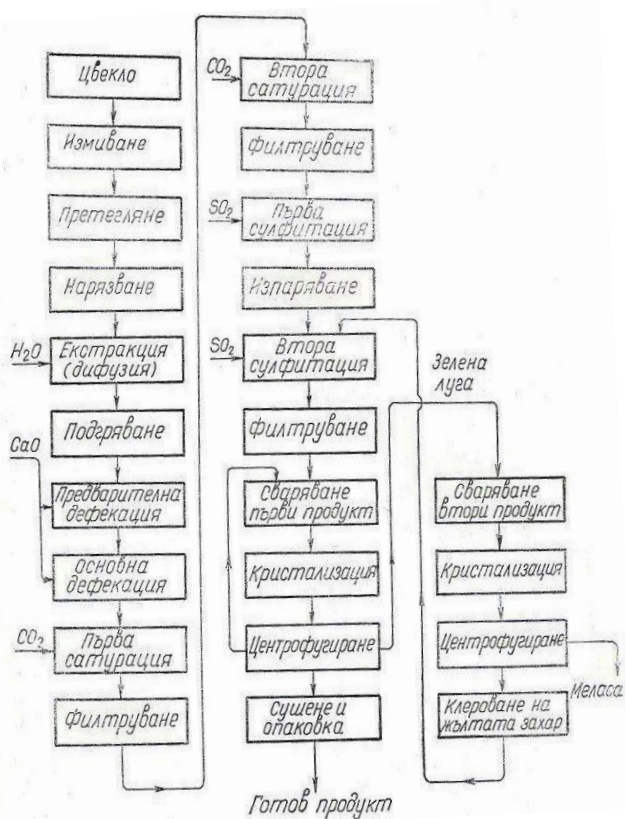 Цвекло
Измиване
Претегляне
Нарязване
H₂O
Екстракция
(дифузия)
Подгряване
CaO
Предварителна
дефекация
Основна
дефекация
CO₂
Първа
сатурация
Филтруване
CO₂
Втора
сатурация
Филтруване
SO₂
Първа
сулфитация
Изпаряване
SO₂
Втора
сулфитация
Филтруване
Сваряване
първи продукт
Кристализация
Центрофугиране
Сушене и
опаковка
Готов продукт
Зелена
луга
Сваряване
втори продукт
Кристализация
Центрофугиране
Меласа
Клероване на
жълтата захар